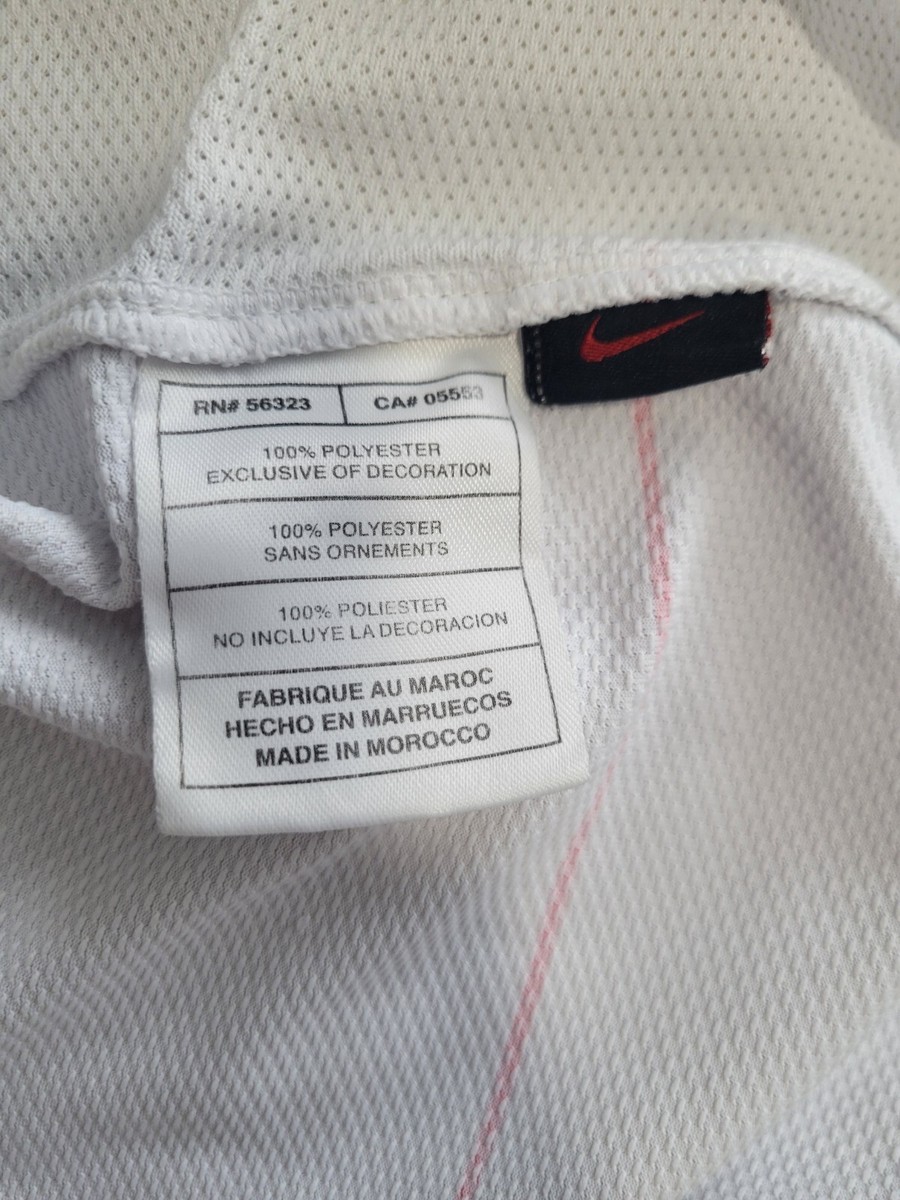 RN# 56323
CA# 05553
100% POLYESTER
EXCLUSIVE OF DECORATION
100% POLYESTER
SANS ORNEMENTS
100% POLIESTER
NO INCLUYE LA DECORACION
FABRIQUE AU MAROC
HECHO EN MARRUECOS
MADE IN MOROCCO